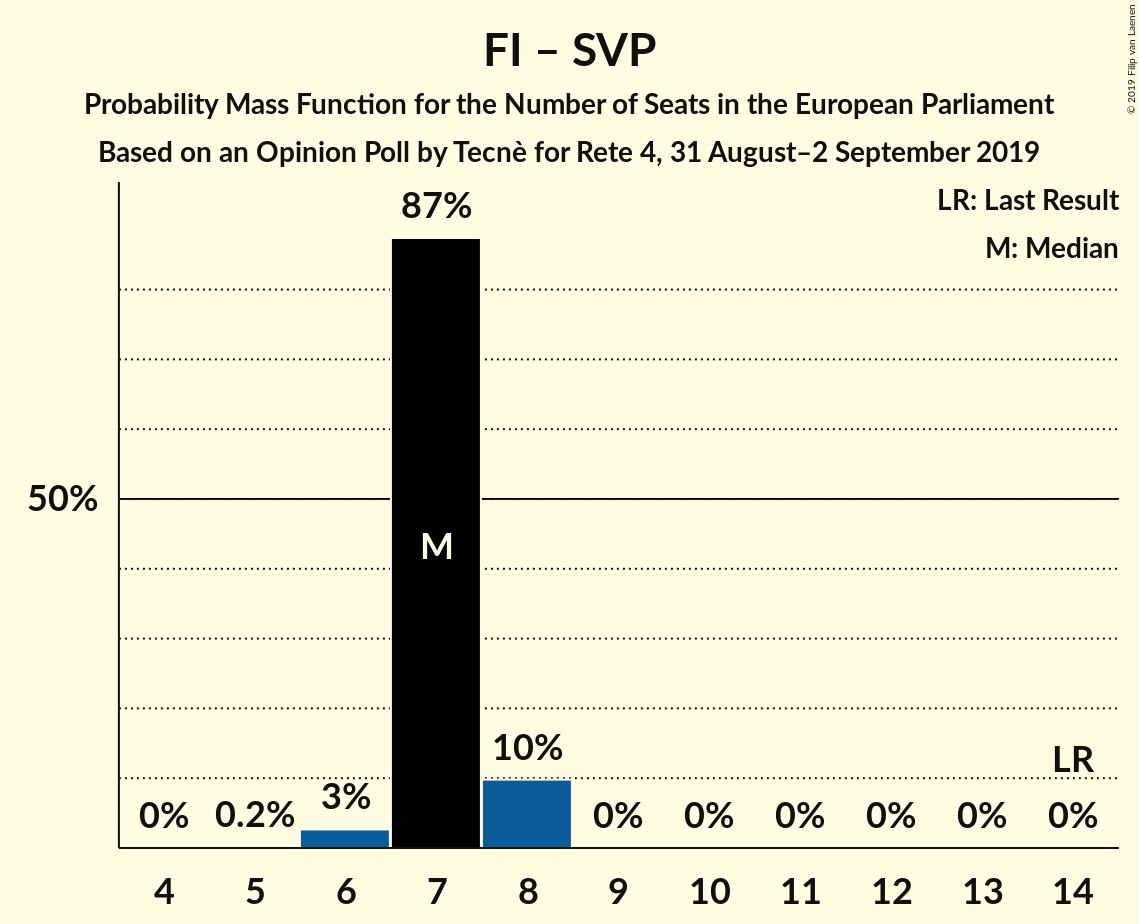 FI – SVP
Probability Mass Function for the Number of Seats in the European Parliament
Based on an Opinion Poll by Tecnè for Rete 4, 31 August–2 September 2019
© 2019 Filip van Laenen
LR: Last Result
M: Median
87%
50%
M
10%
LR
0% 0.2% 3% 0% 0% 0% 0% 0% 0%
4 5 6 7 8 9 10 11 12 13 14